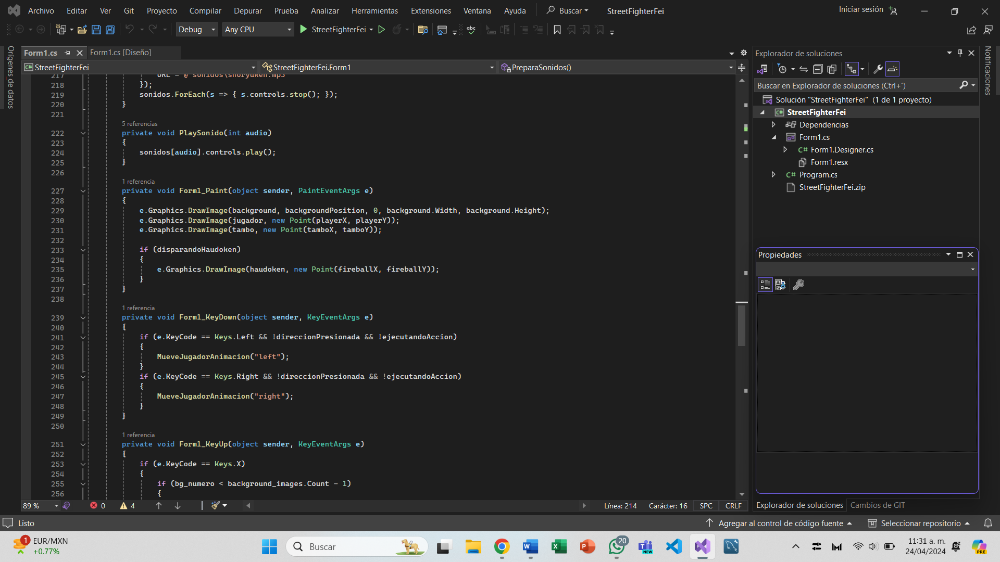 Archivo Editar Ver Git Proyecto Compilar Depurar Prueba Analizar Herramientas Extensiones Ventana Ayuda Buscar StreetFighterFei Iniciar sesión
Debug Any CPU StreetFighterFei abc
Orígenes de datos
Form1.cs Form1.cs [Diseño]
StreetFighterFei StreetFighterFei.Form1 PreparaSonidos()
217 URL = @"sonidos\shoryuken.mp3"
218 });
219 sonidos.ForEach(s => { s.controls.stop(); });
220 }
221
5 referencias
222 private void PlaySonido(int audio)
223 {
224 sonidos[audio].controls.play();
225 }
226
1 referencia
227 private void Form1_Paint(object sender, PaintEventArgs e)
228 {
229 e.Graphics.DrawImage(background, backgroundPosition, 0, background.Width, background.Height);
230 e.Graphics.DrawImage(jugador, new Point(playerX, playerY));
231 e.Graphics.DrawImage(tambo, new Point(tamboX, tamboY));
232
233 if (disparandoHaudoken)
234 {
235 e.Graphics.DrawImage(haudoken, new Point(fireballX, fireballY));
236 }
237 }
238
1 referencia
239 private void Form1_KeyDown(object sender, KeyEventArgs e)
240 {
241 if (e.KeyCode == Keys.Left && !direccionPresionada && !ejecutandoAccion)
242 {
243 MueveJugadorAnimacion("left");
244 }
245 if (e.KeyCode == Keys.Right && !direccionPresionada && !ejecutandoAccion)
246 {
247 MueveJugadorAnimacion("right");
248 }
249 }
250
1 referencia
251 private void Form1_KeyUp(object sender, KeyEventArgs e)
252 {
253 if (e.KeyCode == Keys.X)
254 {
255 if (bg_numero < background_images.Count - 1)
256 {
89 % 0 4 Línea: 214 Carácter: 16 SPC CRLF
Explorador de soluciones
Buscar en Explorador de soluciones (Ctrl+´)
Solución "StreetFighterFei" (1 de 1 proyecto)
C# StreetFighterFei
Dependencias
Form1.cs
C# Form1.Designer.cs
Form1.resx
C# Program.cs
StreetFighterFei.zip
Propiedades
Explorador de soluciones Cambios de GIT
Notificaciones
Listo Agregar al control de código fuente Seleccionar repositorio
1 EUR/MXN
+0.77%
Buscar
20
NEW
11:31 a. m.
24/04/2024
PRE